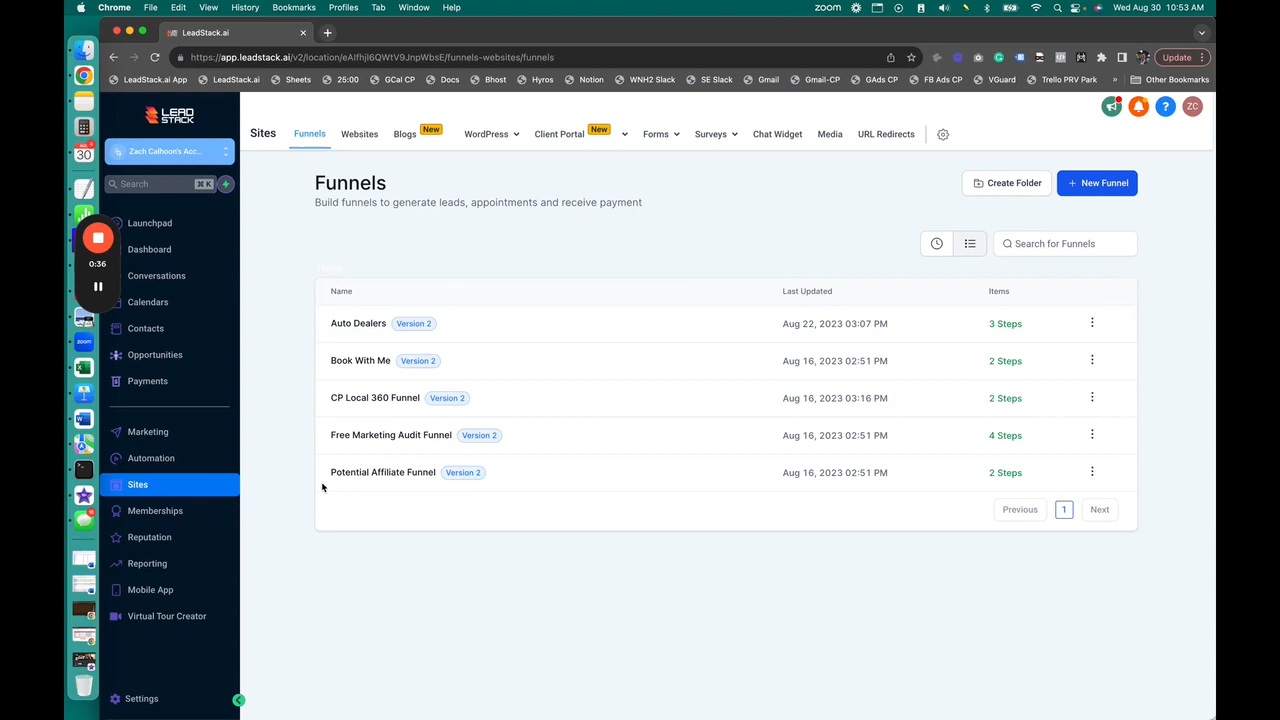 Chrome File Edit View History Bookmarks Profiles Tab Window Help zoom Wed Aug 30 10:53 AM
LeadStack.ai
https://app.leadstack.ai/v2/location/eAIfhjl6QWtV9JnpWbsE/funnels-websites/funnels Update
LeadStack.ai App LeadStack.ai Sheets 25:00 GCal CP Docs Bhost Hyros Notion WNH2 Slack SE Slack Gmail Gmail-CP GAds CP FB Ads CP VGuard Trello PRV Park » Other Bookmarks
LEAD
STACK
Zach Calhoon's Acc...
Search ⌘ K
Launchpad
Dashboard
Conversations
Calendars
Contacts
Opportunities
Payments
Marketing
Automation
Sites
Memberships
Reputation
Reporting
Mobile App
Virtual Tour Creator
Settings
30
0:36
zoom
ZC
Sites Funnels Websites Blogs New WordPress Client Portal New Forms Surveys Chat Widget Media URL Redirects
Funnels
Build funnels to generate leads, appointments and receive payment
Create Folder + New Funnel
Search for Funnels
Name Last Updated Items
Auto Dealers Version 2 Aug 22, 2023 03:07 PM 3 Steps
Book With Me Version 2 Aug 16, 2023 02:51 PM 2 Steps
CP Local 360 Funnel Version 2 Aug 16, 2023 03:16 PM 2 Steps
Free Marketing Audit Funnel Version 2 Aug 16, 2023 02:51 PM 4 Steps
Potential Affiliate Funnel Version 2 Aug 16, 2023 02:51 PM 2 Steps
Previous 1 Next